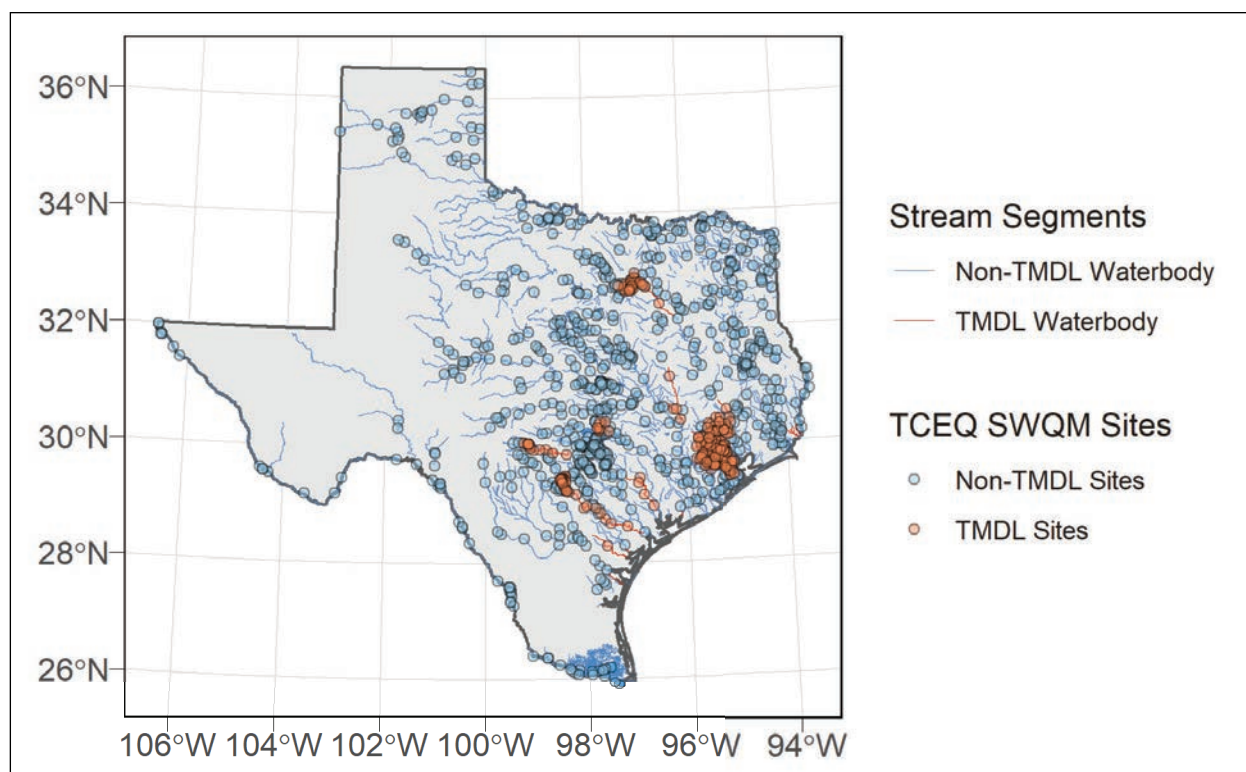 36°N
34°N
32°N
30°N
28°N
26°N
106°W 104°W 102°W 100°W 98°W 96°W 94°W
Stream Segments
Non-TMDL Waterbody
TMDL Waterbody
TCEQ SWQM Sites
Non-TMDL Sites
TMDL Sites